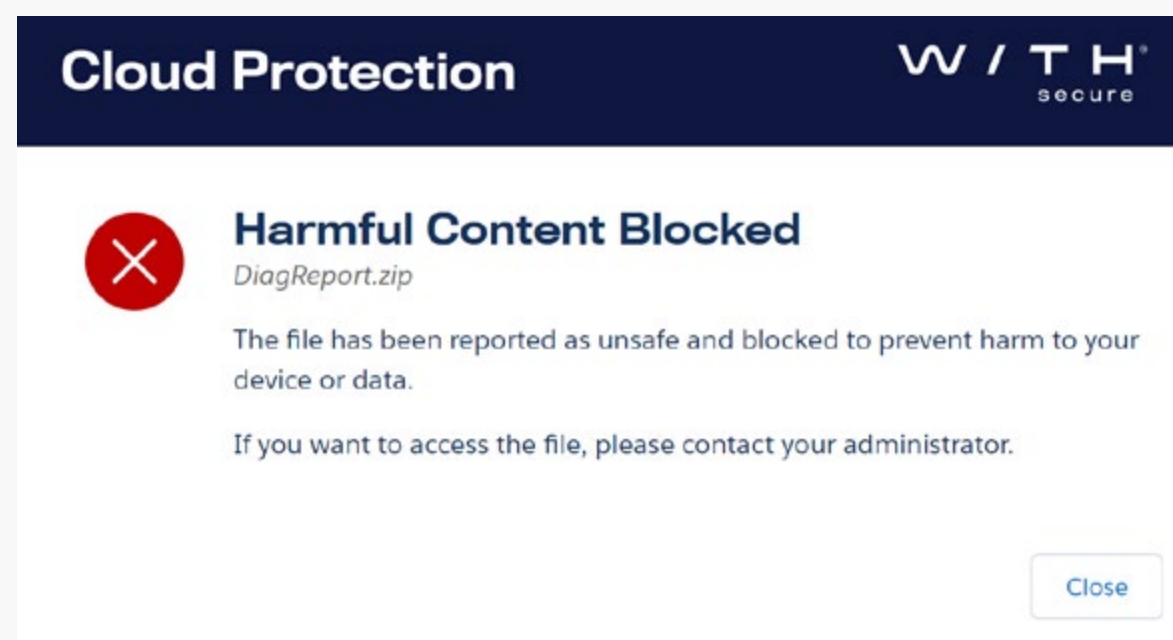 Cloud Protection
W / T H®
secure
Harmful Content Blocked
DiagReport.zip
The file has been reported as unsafe and blocked to prevent harm to your
device or data.
If you want to access the file, please contact your administrator.
Close